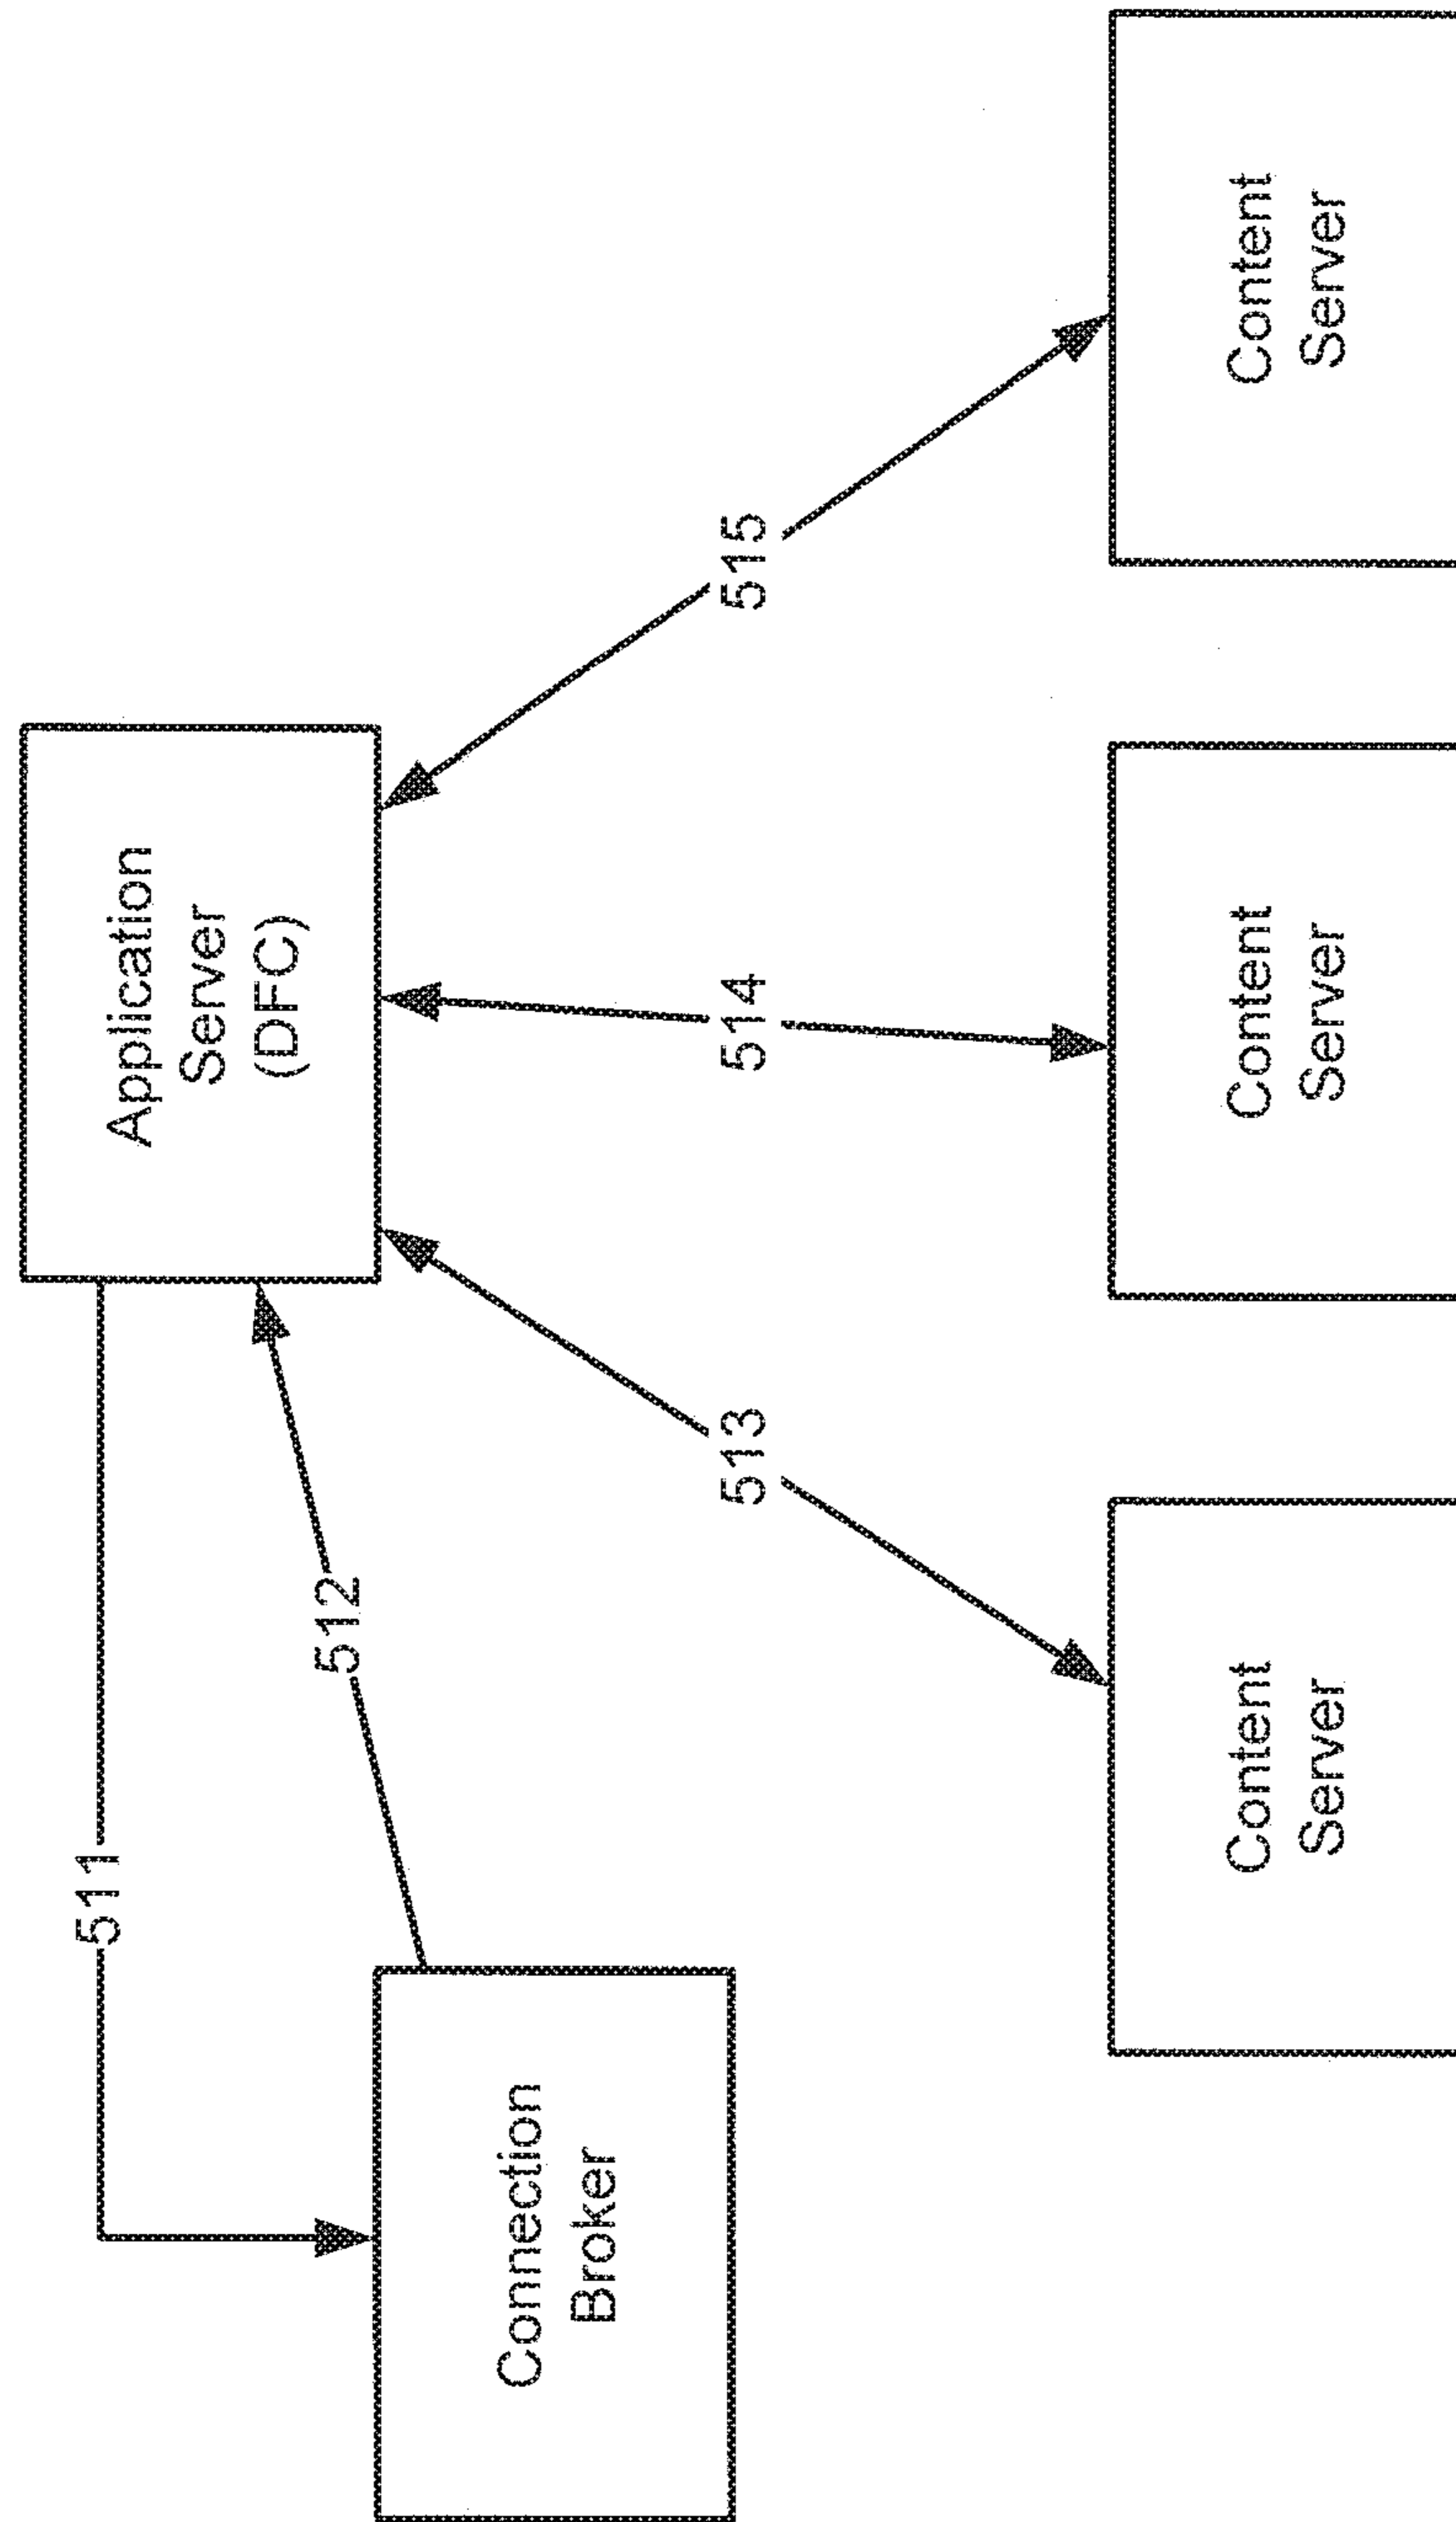 Application
Server
(DFC)
511
512
Connection
Broker
513
514
515
Content
Server
Content
Server
Content
Server